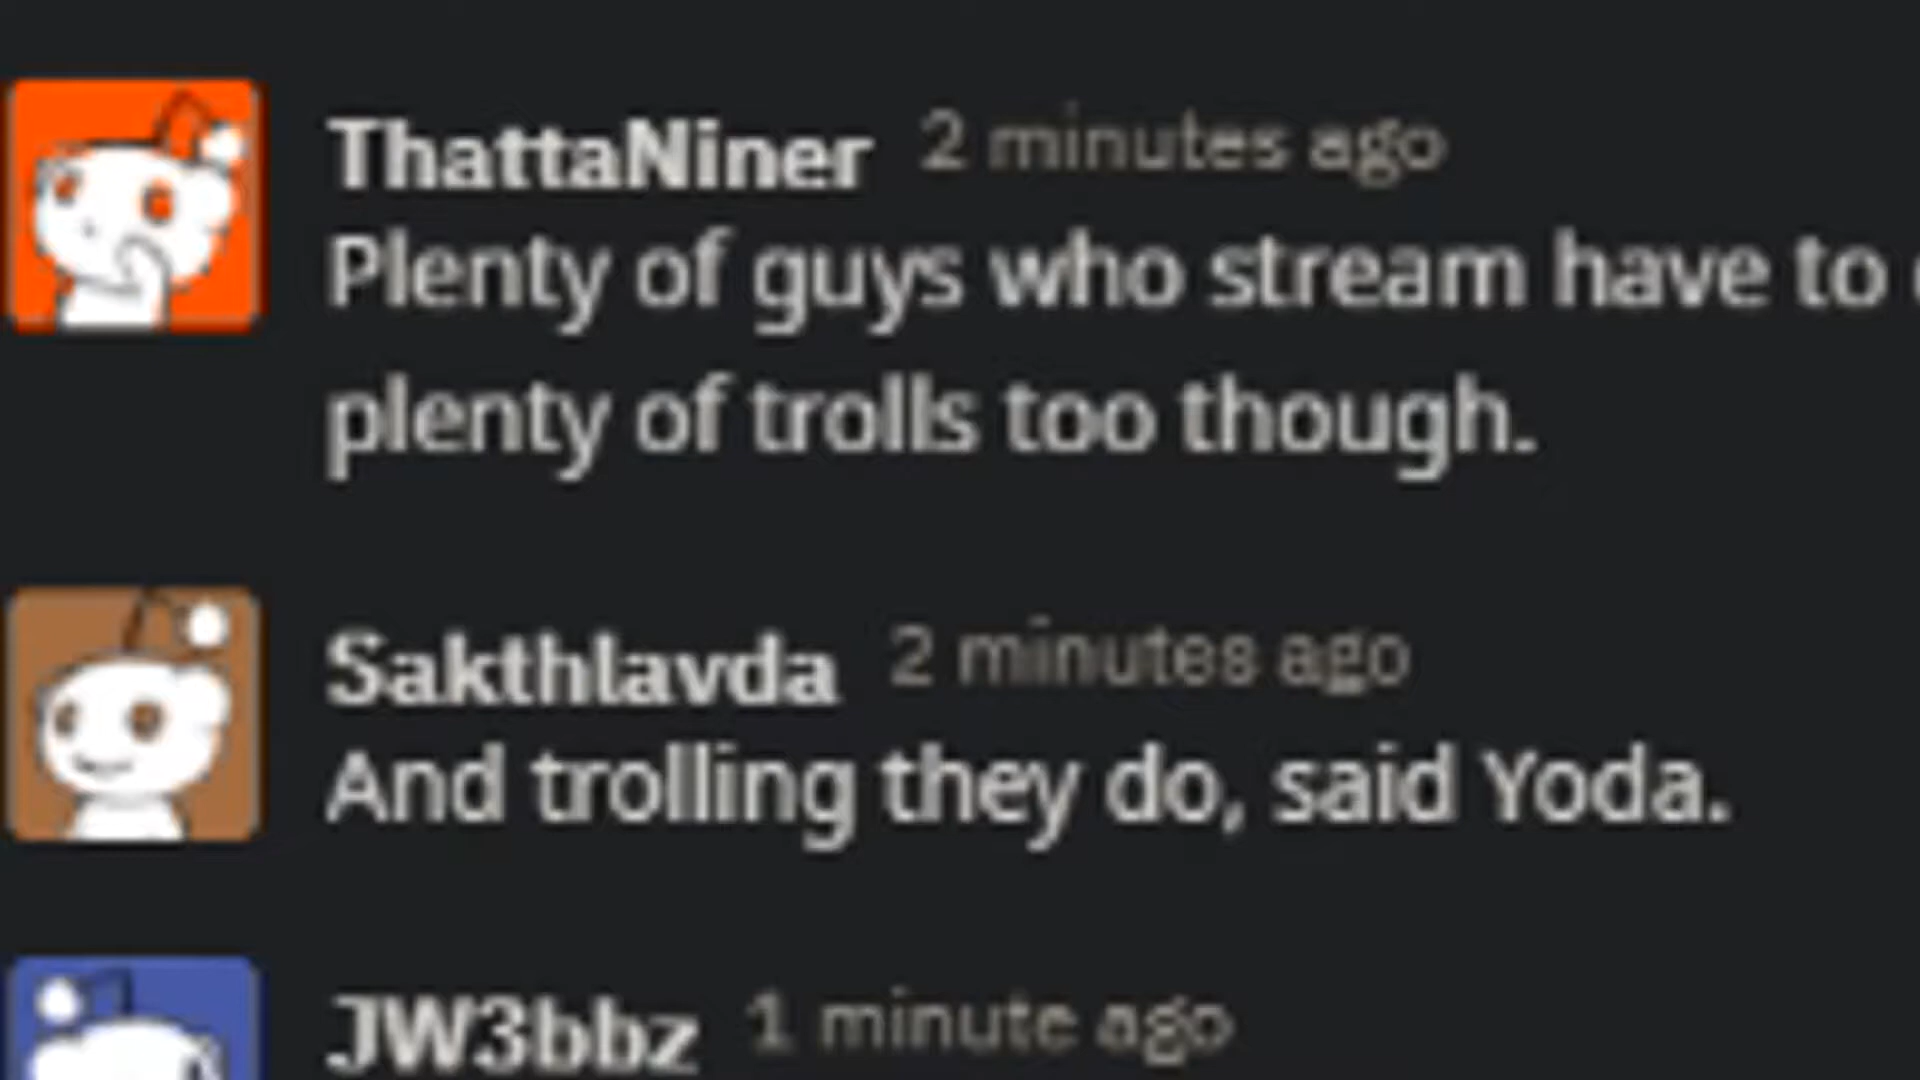 ThattaNiner 2 minutes ago
Plenty of guys who stream have to
plenty of trolls too though.
Sakthlavda 2 minutes ago
And trolling they do, said Yoda.
JW3bbz 1 minute ago